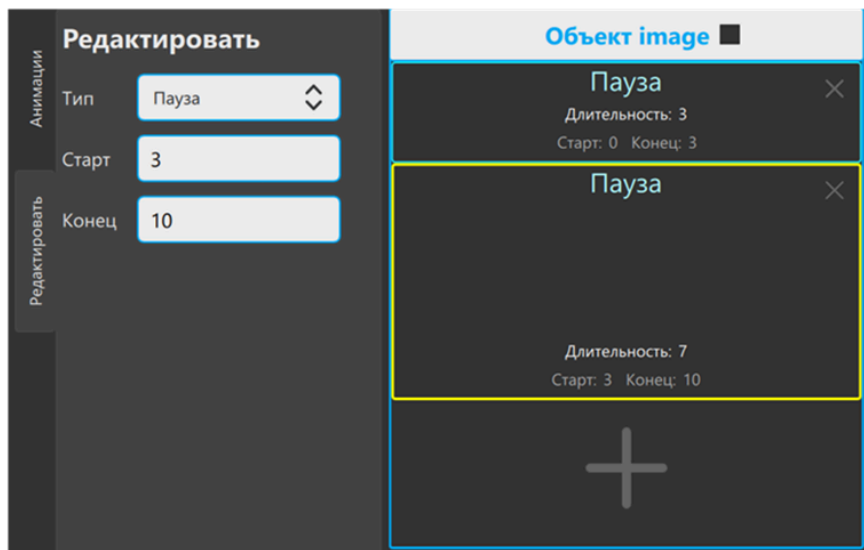 Анимации
Редактировать
Редактировать
Тип
Пауза
Старт
3
Конец
10
Объект image
Пауза
Длительность: 3
Старт: 0 Конец: 3
Пауза
Длительность: 7
Старт: 3 Конец: 10